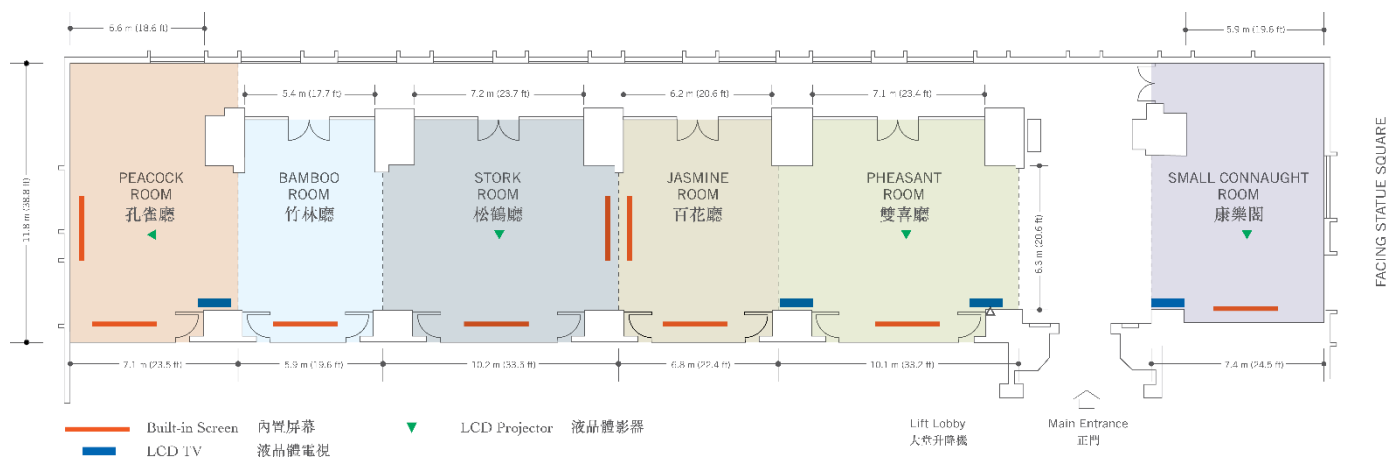 6.6 m (18.6 ft)
5.9 m (19.6 ft)
5.4 m (17.7 ft)
7.2 m (23.7 ft)
6.2 m (20.6 ft)
7.1 m (23.4 ft)
11.8 m (38.8 ft)
PEACOCK
ROOM
孔雀廳
BAMBOO
ROOM
竹林廳
STORK
ROOM
松鶴廳
JASMINE
ROOM
百花廳
PHEASANT
ROOM
雙喜廳
6.3 m (20.6 ft)
SMALL CONNAUGHT
ROOM
康樂閣
FACING STATUE SQUARE
7.1 m (23.5 ft)
5.9 m (19.6 ft)
10.2 m (33.3 ft)
6.8 m (22.4 ft)
10.1 m (33.2 ft)
7.4 m (24.5 ft)
Built-in Screen 內置屏幕
LCD Projector 液晶體影器
LCD TV 液晶體電視
Lift Lobby
大堂升降機
Main Entrance
正門